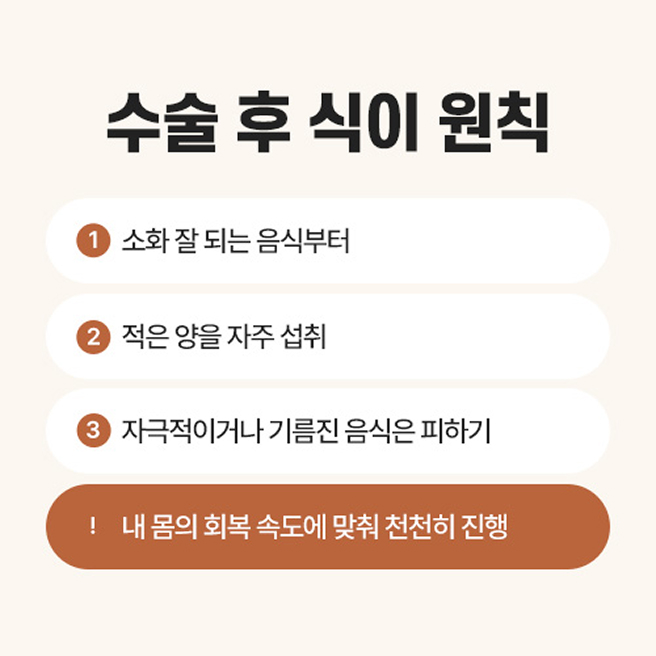 수술 후 식이 원칙
1 소화 잘 되는 음식부터
2 적은 양을 자주 섭취
3 자극적이거나 기름진 음식은 피하기
! 내 몸의 회복 속도에 맞춰 천천히 진행